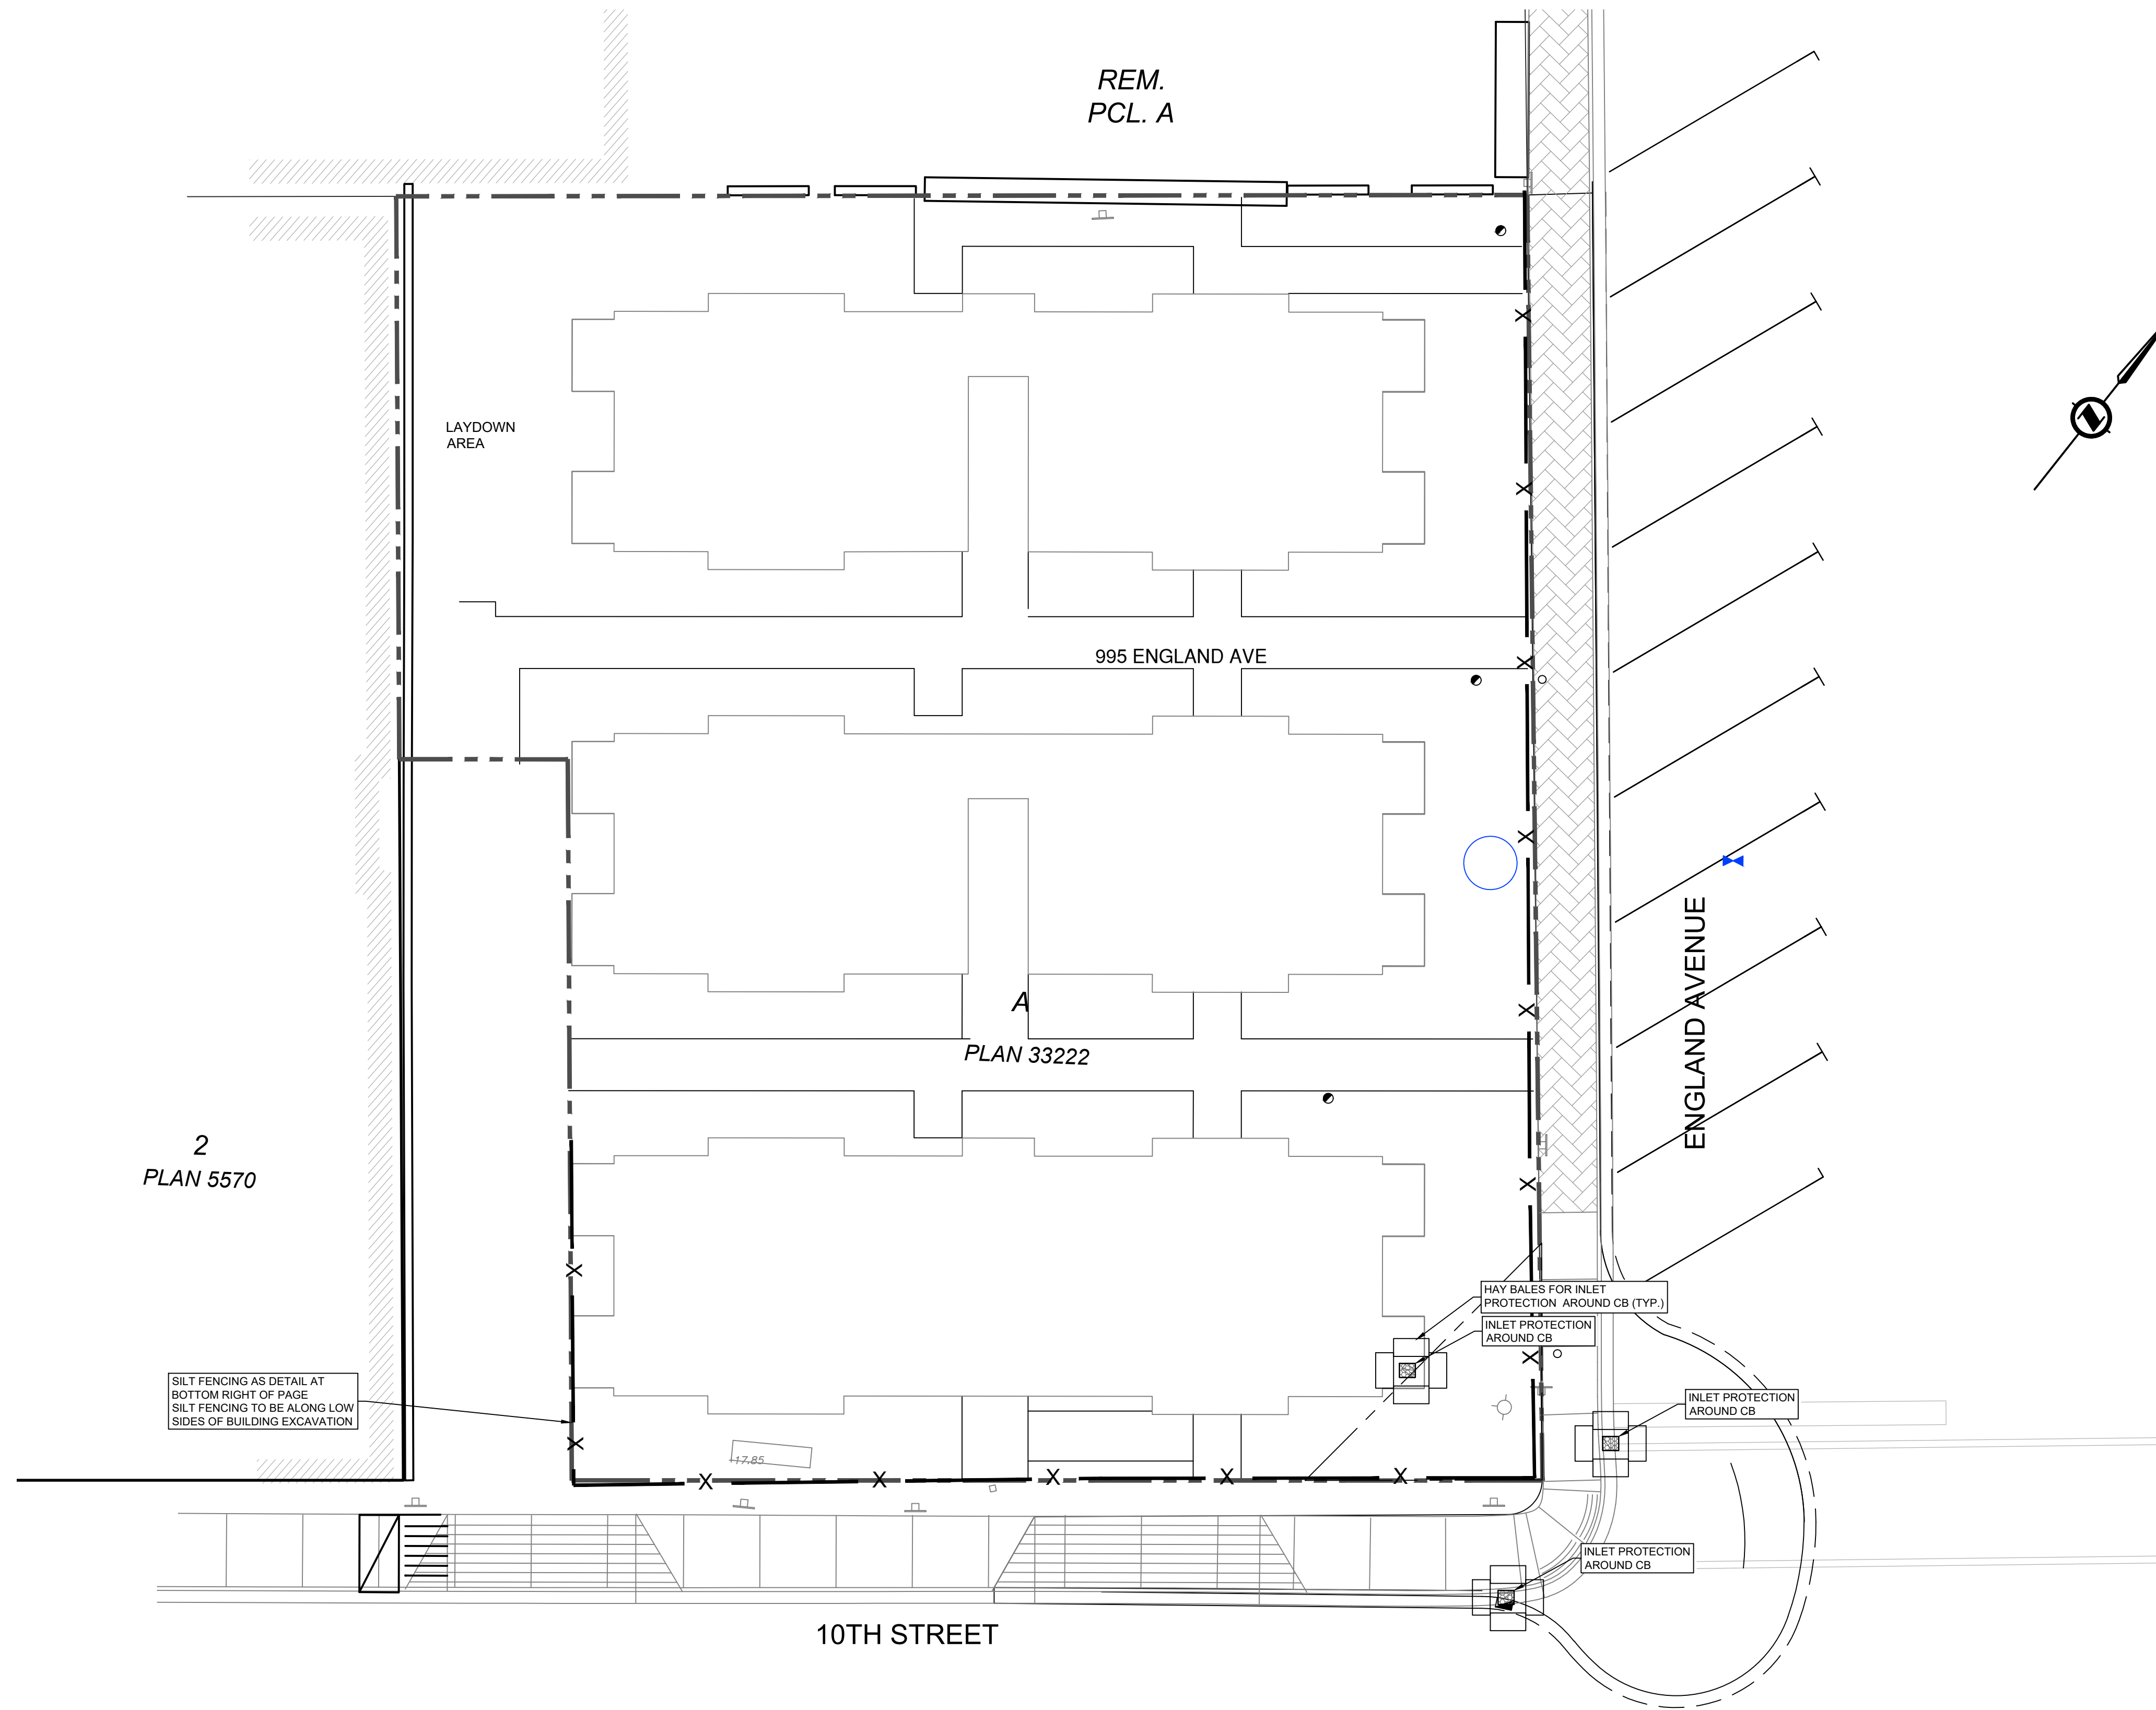 REM.
PCL. A
LAYDOWN
AREA
995 ENGLAND AVE
A
PLAN 33222
ENGLAND AVENUE
2
PLAN 5570
HAY BALES FOR INLET
PROTECTION AROUND CB (TYP.)
INLET PROTECTION
AROUND CB
SILT FENCING AS DETAIL AT
BOTTOM RIGHT OF PAGE
SILT FENCING TO BE ALONG LOW
SIDES OF BUILDING EXCAVATION
INLET PROTECTION
AROUND CB
17.85
INLET PROTECTION
AROUND CB
10TH STREET